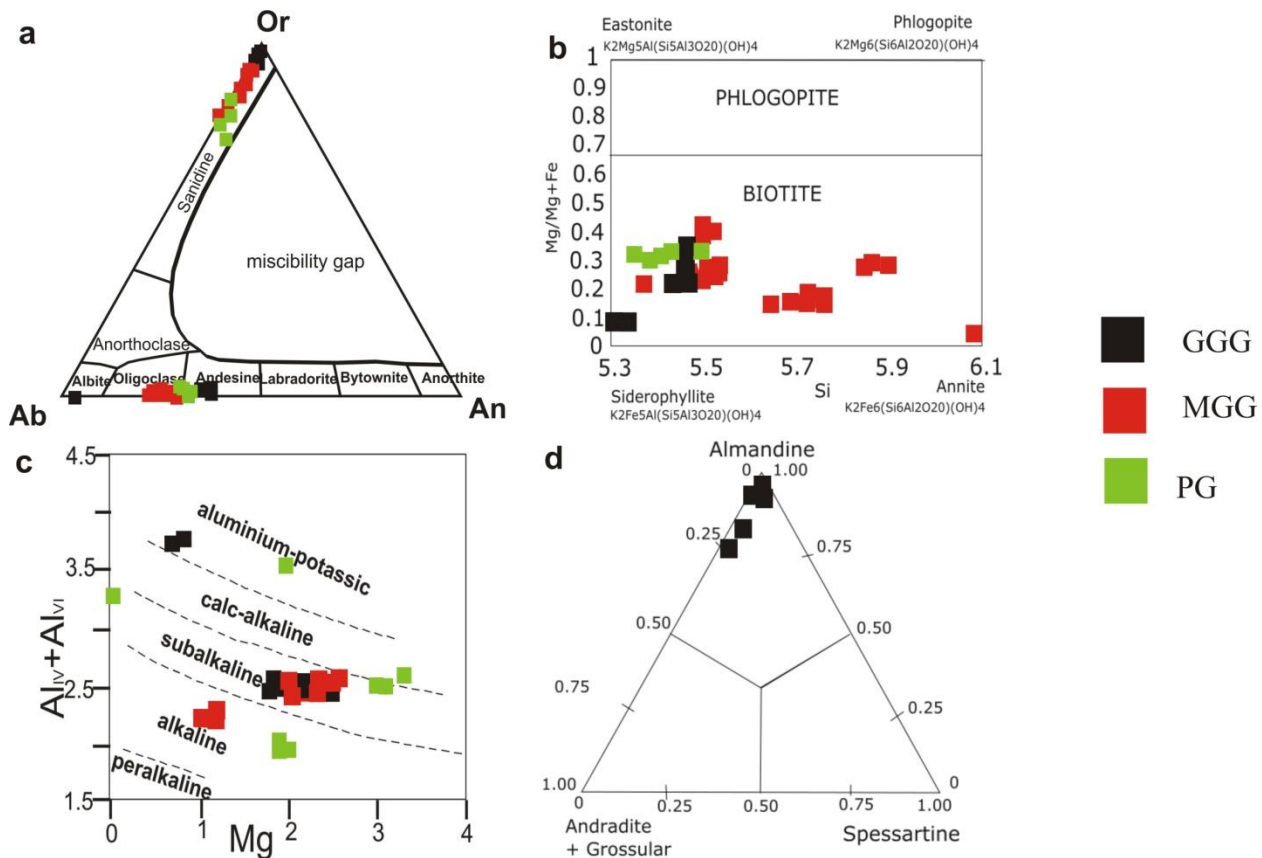 a
Or
Sanidine
miscibility gap
Anorthoclase
Albite
Oligoclase
Andesine
Labradorite
Bytownite
Anorthite
Ab
An
b
Eastonite
K2Mg5Al(Si5Al3O20)(OH)4
Phlogopite
K2Mg6(Si6Al2O20)(OH)4
1
0.9
0.8
0.7
0.6
0.5
0.4
0.3
0.2
0.1
0
Mg/Mg+Fe
PHLOGOPITE
BIOTITE
5.3
5.5
5.7
5.9
6.1
Si
Siderophyllite
K2Fe5Al(Si5Al3O20)(OH)4
Annite
K2Fe6(Si6Al2O20)(OH)4
GGG
MGG
PG
c
4.5
3.5
2.5
1.5
AlIV+AlVI
aluminium-potassic
calc-alkaline
subalkaline
alkaline
peralkaline
0
1
2
3
4
Mg
d
Almandine
0 1.00
0.25
0.75
0.50
0.50
0.75
0.25
1.00
0
0
0.25
0.50
0.75
1.00
Andradite
+ Grossular
Spessartine